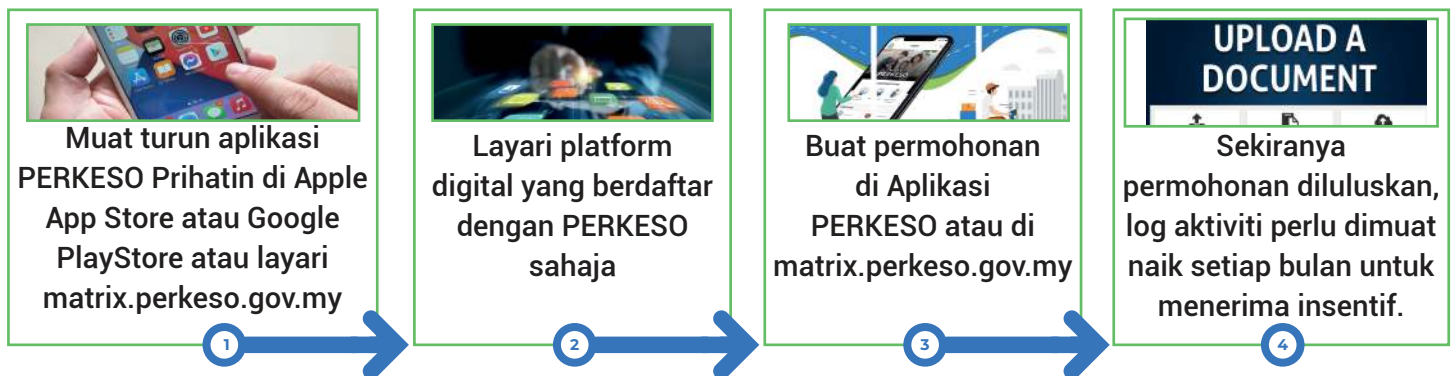 Muat turun aplikasi
PERKESO Prihatin di Apple
App Store atau Google
PlayStore atau layari
matrix.perkeso.gov.my
1
Layari platform
digital yang berdaftar
dengan PERKESO
sahaja
2
PERKESO
Buat permohonan
di Aplikasi
PERKESO atau di
matrix.perkeso.gov.my
3
UPLOAD A
DOCUMENT
Sekiranya
permohonan diluluskan,
log aktiviti perlu dimuat
naik setiap bulan untuk
menerima insentif.
4